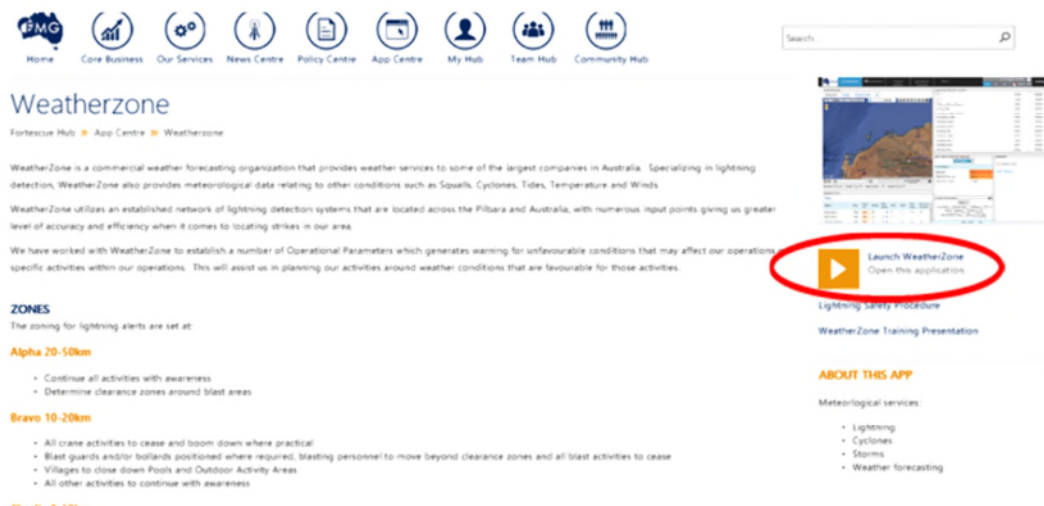 FMG
Home Core Business Our Services News Centre Policy Centre App Centre My Hub Team Hub Community Hub
Search...
Weatherzone
Fortescue Hub » App Centre » Weatherzone
WeatherZone is a commercial weather forecasting organization that provides weather services to some of the largest companies in Australia. Specializing in lightning
detection, WeatherZone also provides meteorological data relating to other conditions such as Squalls, Cyclones, Tides, Temperature and Winds
WeatherZone utilizes an established network of lightning detection systems that are located across the Pilbara and Australia, with numerous input points giving us greater
level of accuracy and efficiency when it comes to locating strikes in our area.
We have worked with WeatherZone to establish a number of Operational Parameters which generates warning for unfavourable conditions that may affect our operations
specific activities within our operations. This will assist us in planning our activities around weather conditions that are favourable for those activities.
ZONES
The zoning for lightning alerts are set at:
Alpha 20-50km
• Continue all activities with awareness
• Determine clearance zones around blast areas
Bravo 10-20km
• All crane activities to cease and boom down where practical
• Blast guards and/or bollards positioned where required, blasting personnel to move beyond clearance zones and all blast activities to cease
• Villages to close down Pools and Outdoor Activity Areas
• All other activities to continue with awareness
Launch WeatherZone
Open this application
Lightning Safety Procedure
WeatherZone Training Presentation
ABOUT THIS APP
Meteorlogical services:
• Lightning
• Cyclones
• Storms
• Weather forecasting